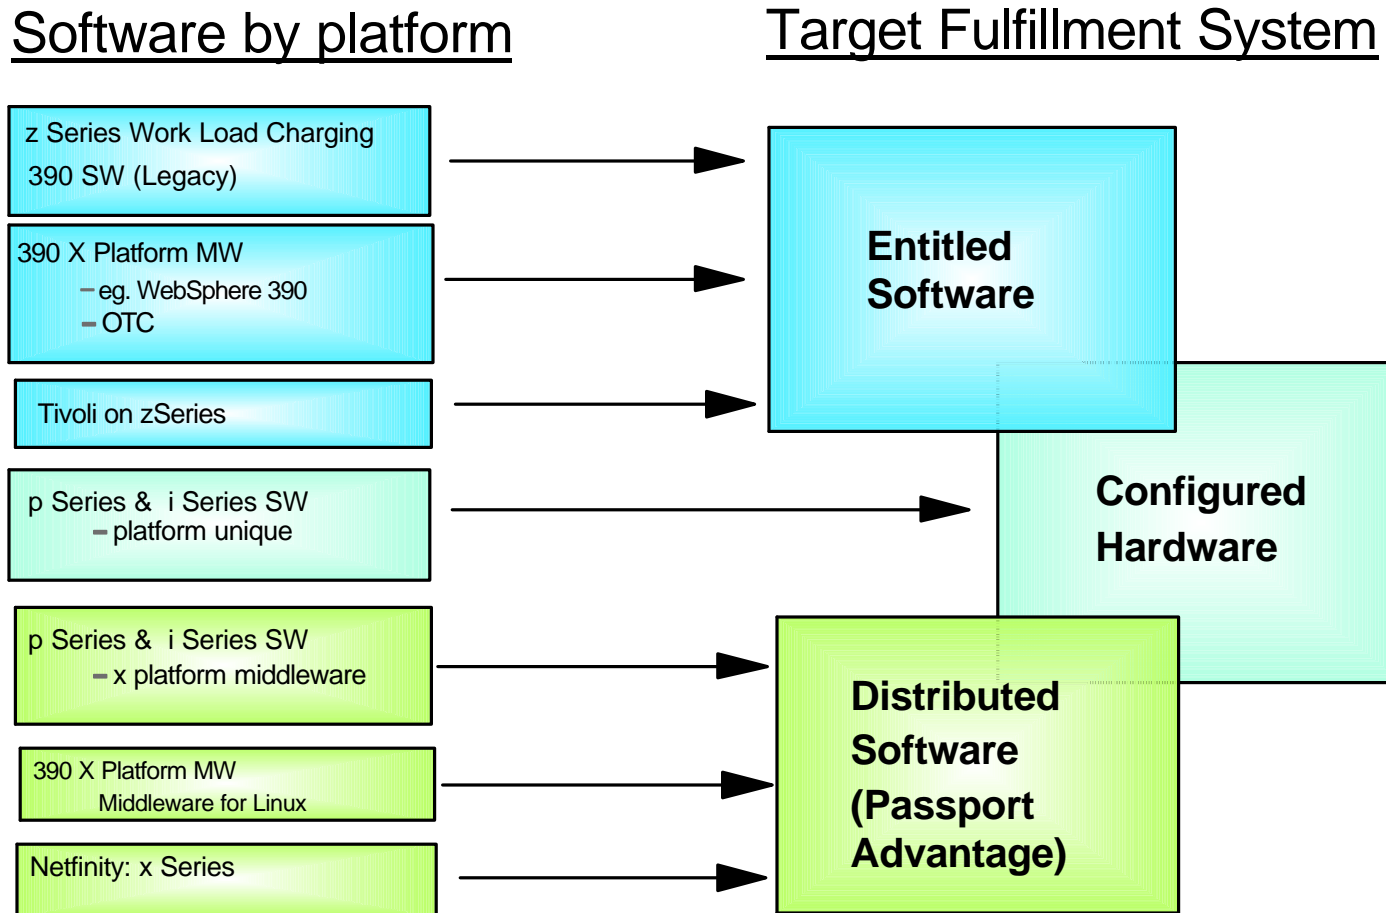 Software by platform
Target Fulfillment System
z Series Work Load Charging
390 SW (Legacy)
390 X Platform MW
– eg. WebSphere 390
– OTC
Tivoli on zSeries
p Series & i Series SW
– platform unique
p Series & i Series SW
– x platform middleware
390 X Platform MW
Middleware for Linux
Netfinity: x Series
Entitled
Software
Configured
Hardware
Distributed
Software
(Passport
Advantage)